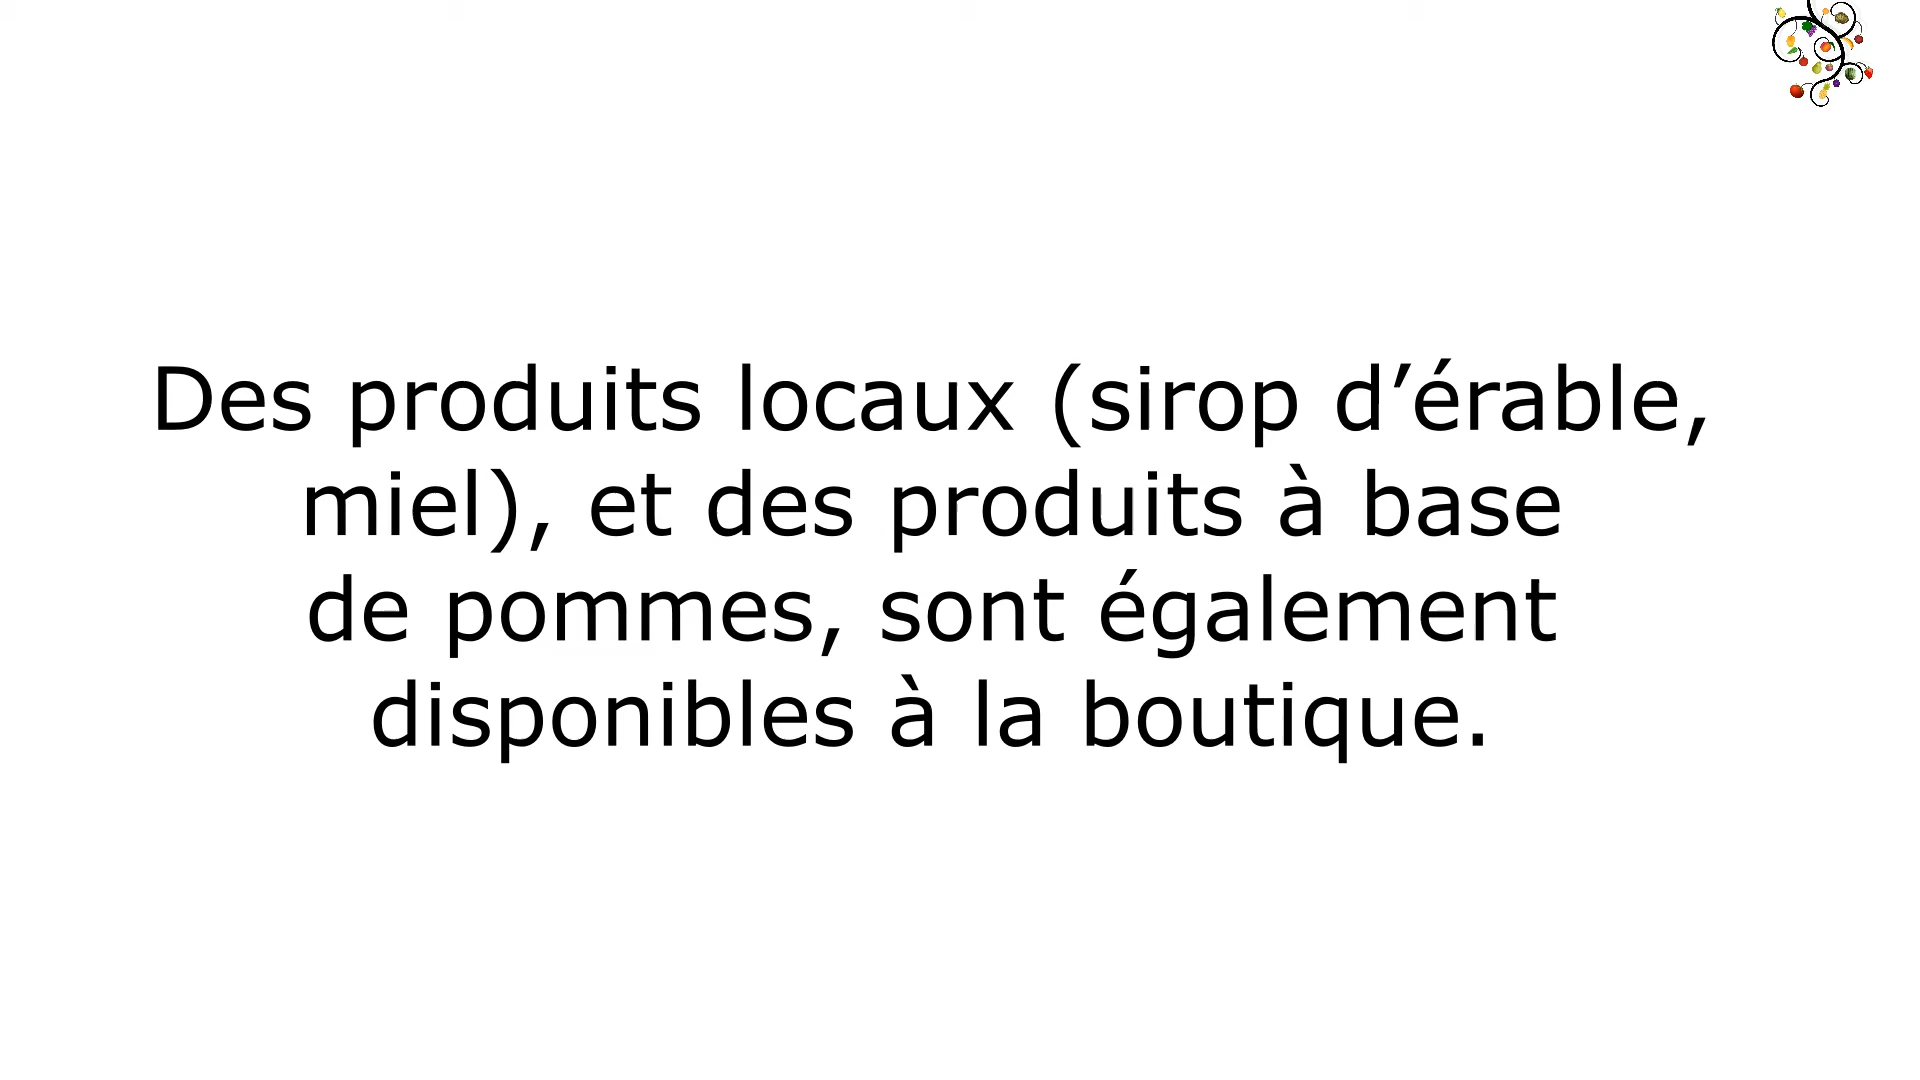 Des produits locaux (sirop d’érable,
miel), et des produits à base
de pommes, sont également
disponibles à la boutique.